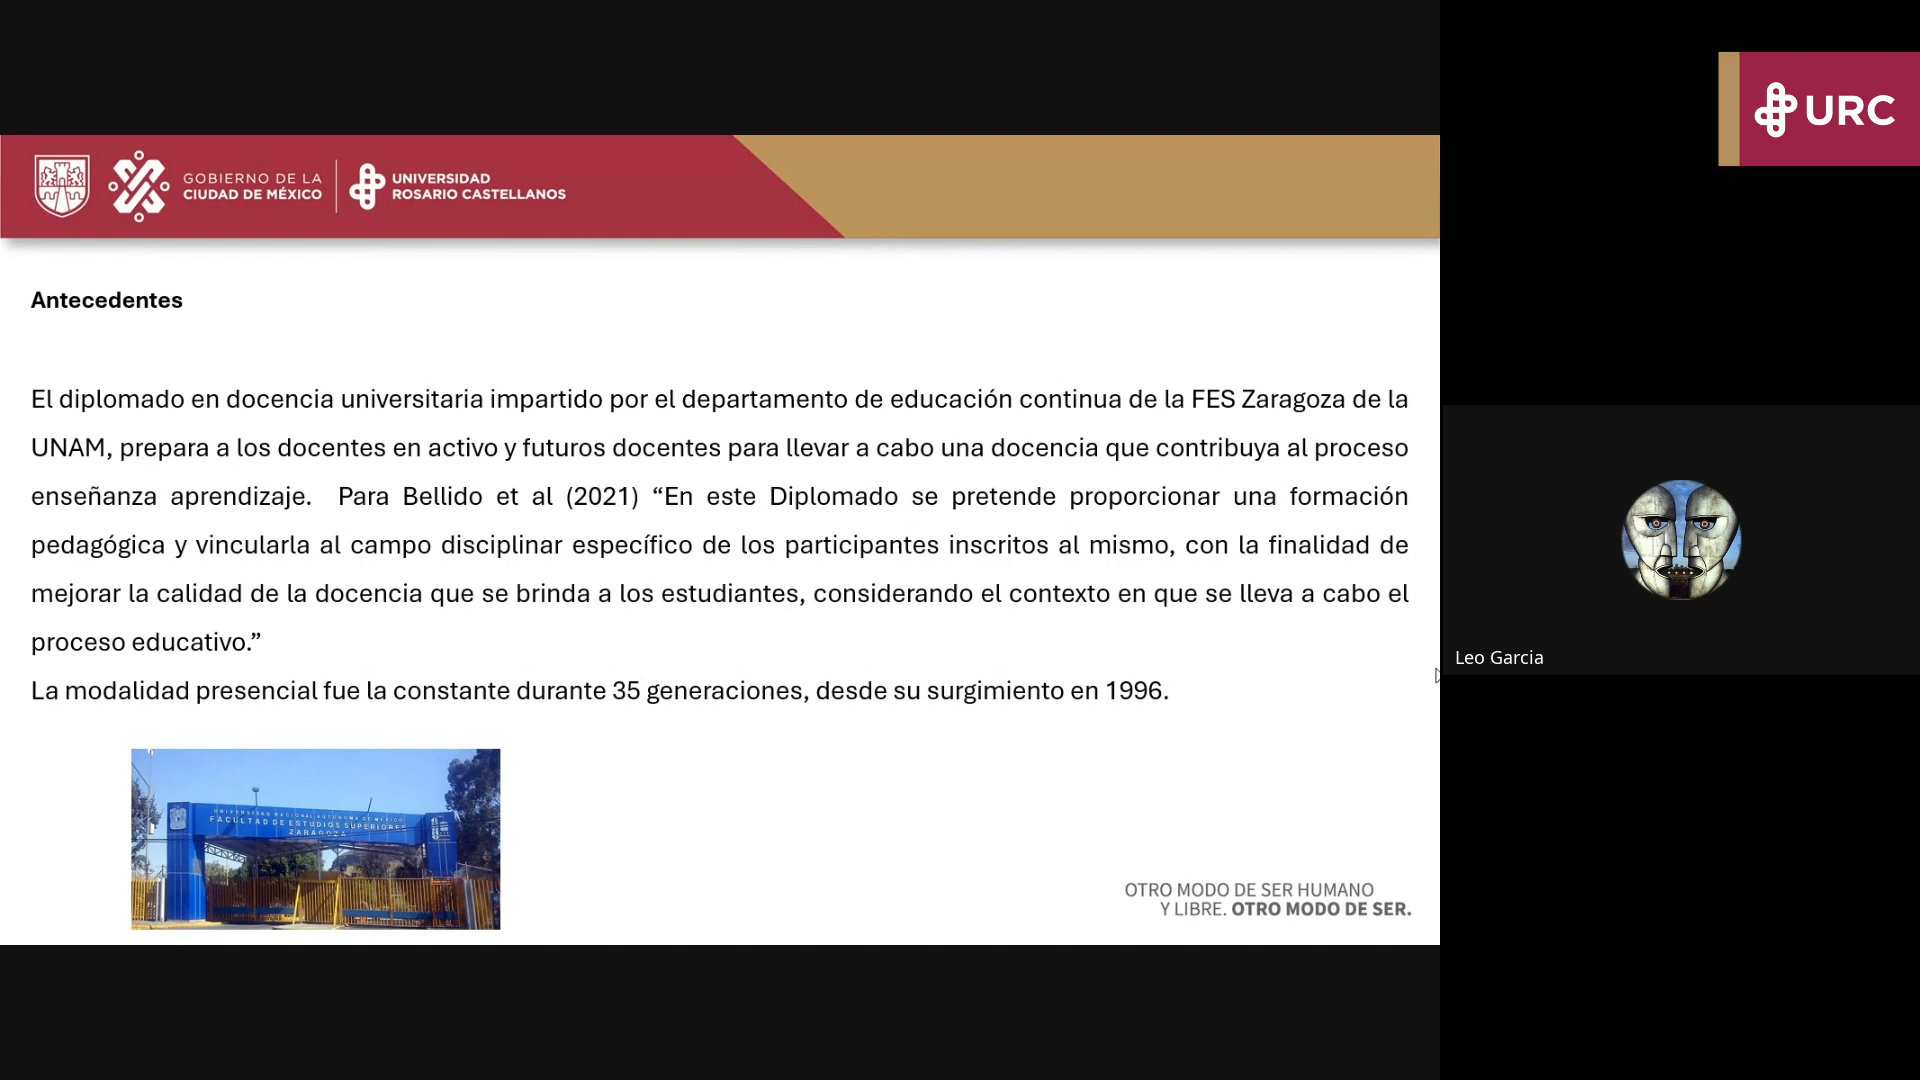 GOBIERNO DE LA
CIUDAD DE MÉXICO
UNIVERSIDAD
ROSARIO CASTELLANOS
URC
Antecedentes
El diplomado en docencia universitaria impartido por el departamento de educación continua de la FES Zaragoza de la
UNAM, prepara a los docentes en activo y futuros docentes para llevar a cabo una docencia que contribuya al proceso
enseñanza aprendizaje. Para Bellido et al (2021) “En este Diplomado se pretende proporcionar una formación
pedagógica y vincularla al campo disciplinar específico de los participantes inscritos al mismo, con la finalidad de
mejorar la calidad de la docencia que se brinda a los estudiantes, considerando el contexto en que se lleva a cabo el
proceso educativo.”
La modalidad presencial fue la constante durante 35 generaciones, desde su surgimiento en 1996.
Leo Garcia
UNIVERSIDAD NACIONAL AUTÓNOMA DE MÉXICO
FACULTAD DE ESTUDIOS SUPERIORES
ZARAGOZA
OTRO MODO DE SER HUMANO
Y LIBRE. OTRO MODO DE SER.